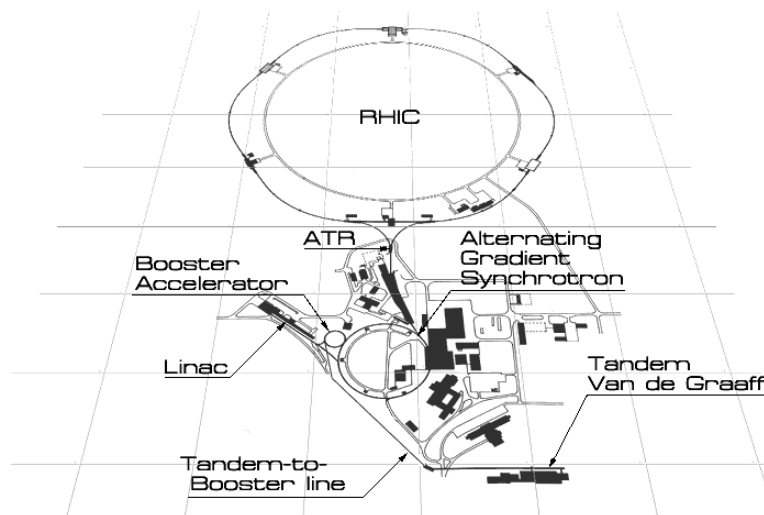 RHIC
ATR
Alternating
Gradient
Synchrotron
Booster
Accelerator
Linac
Tandem
Van de Graaff
Tandem-to-
Booster line